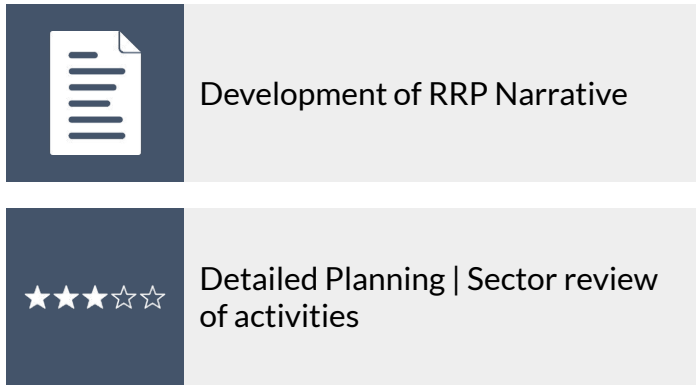 Development of RRP Narrative
Detailed Planning | Sector review
of activities